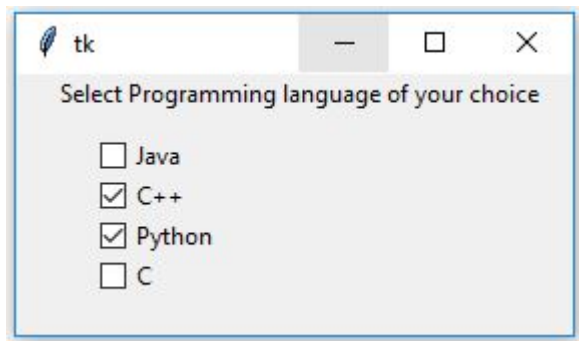 tk
Select Programming language of your choice
Java
C++
Python
C